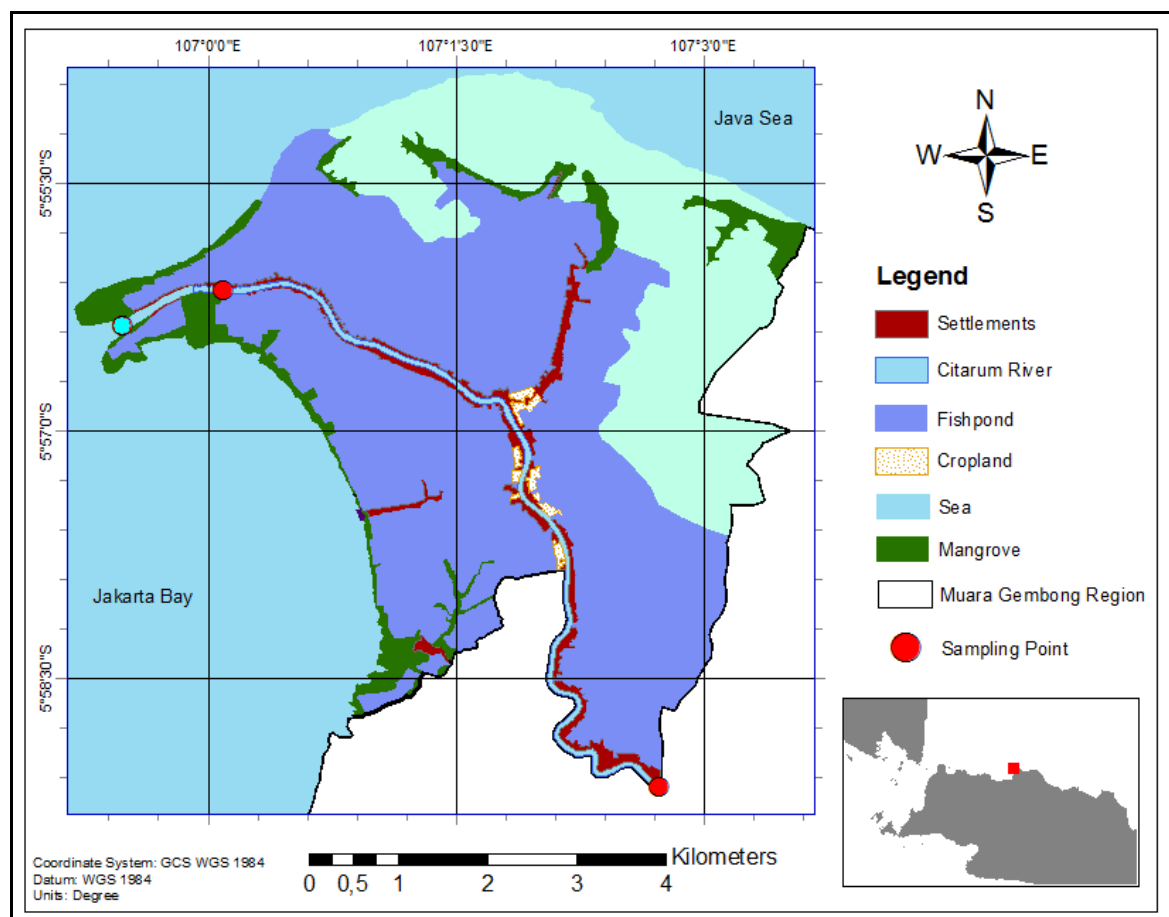 107°0'0"E 107°1'30"E 107°3'0"E
Java Sea
N
W E
S
5°55'30"S
5°57'0"S
5°58'30"S
Jakarta Bay
Legend
Settlements
Citarum River
Fishpond
Cropland
Sea
Mangrove
Muara Gembong Region
Sampling Point
Coordinate System: GCS WGS 1984
Datum: WGS 1984
Units: Degree
Kilometers
0 0,5 1 2 3 4